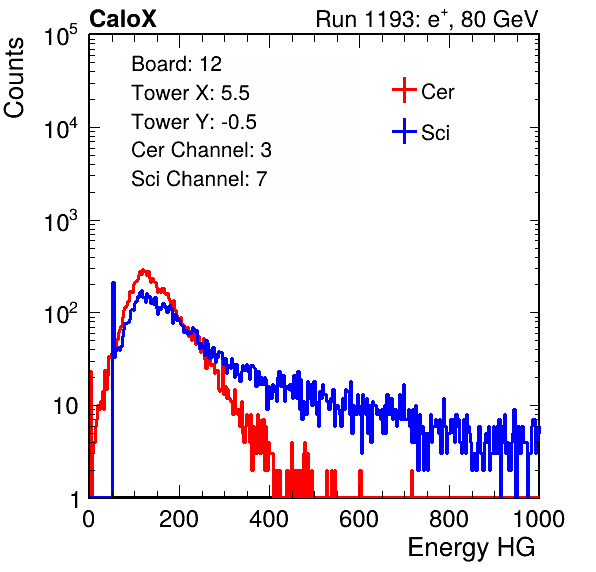 CaloX Run 1193: e⁺, 80 GeV
Counts
Board: 12
Tower X: 5.5
Tower Y: -0.5
Cer Channel: 3
Sci Channel: 7
Cer
Sci
10⁵
10⁴
10³
10²
10
1
0 200 400 600 800 1000
Energy HG